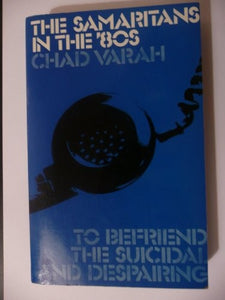 THE SAMARITANS
IN THE '80S
CHAD VARAH
TO BEFRIEND
THE SUICIDAL
AND DESPAIRING